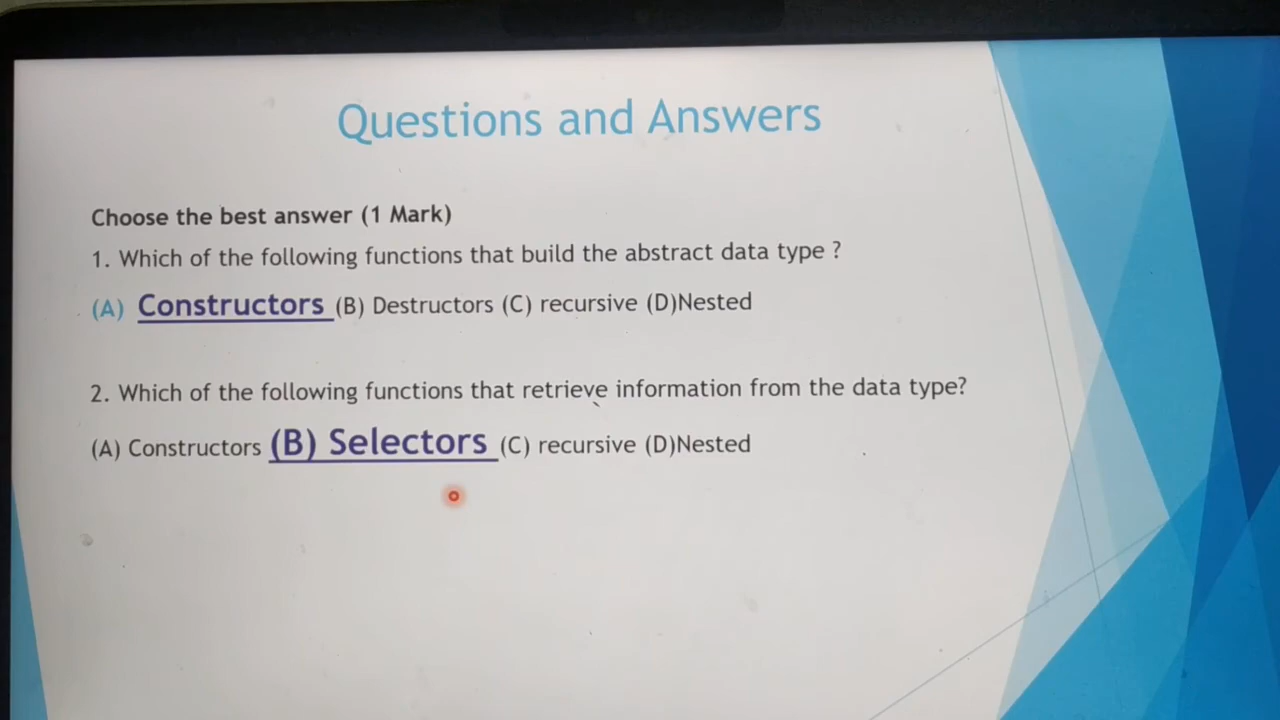 Questions and Answers
Choose the best answer (1 Mark)
1. Which of the following functions that build the abstract data type ?
(A) Constructors (B) Destructors (C) recursive (D)Nested
2. Which of the following functions that retrieve information from the data type?
(A) Constructors (B) Selectors (C) recursive (D)Nested